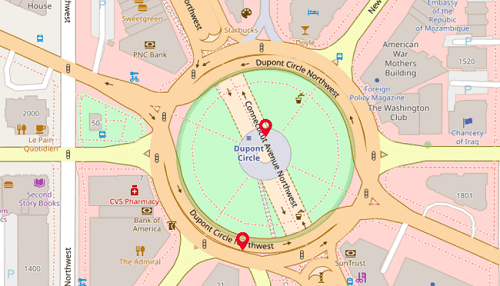 House
Sweetgreen
Northwest
Starbucks
Doyle
New
Embassy
of the
Republic
of
Mozambique
PNC Bank
Dupont Circle Northwest
American
War
Mothers
Building
1520
Foreign
Policy Magazine
The Washington
Club
2000
50
Connecticut Avenue Northwest
Le Pain
Quotidien
Dupont
Circle
Chancery
of Iraq
Second
Story Books
CVS Pharmacy
1801
Bank of
America
Dupont Circle Northwest
The Admiral
SunTrust
1400
Northwest
21